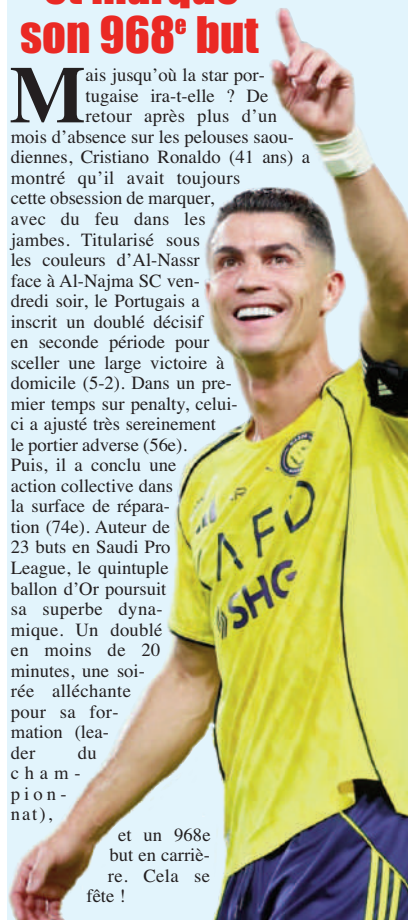 et marque
son 968e but
Mais jusqu'où la star por-
tugaise ira-t-elle ? De
retour après plus d'un
mois d'absence sur les pelouses saou-
diennes, Cristiano Ronaldo (41 ans) a
montré qu'il avait toujours
cette obsession de marquer,
avec du feu dans les
jambes. Titularisé sous
les couleurs d'Al-Nassr
face à Al-Najma SC ven-
dredi soir, le Portugais a
inscrit un doublé décisif
en seconde période pour
sceller une large victoire à
domicile (5-2). Dans un pre-
mier temps sur penalty, celui-
ci a ajusté très sereinement
le portier adverse (56e).
Puis, il a conclu une
action collective dans
la surface de répara-
tion (74e). Auteur de
23 buts en Saudi Pro
League, le quintuple
ballon d'Or poursuit
sa superbe dyna-
mique. Un doublé
en moins de 20
minutes, une soi-
rée alléchante
pour sa for-
mation (lea-
der du
cham-
pion-
nat),
et un 968e
but en carriè-
re. Cela se
fête !
KAFD
SHG